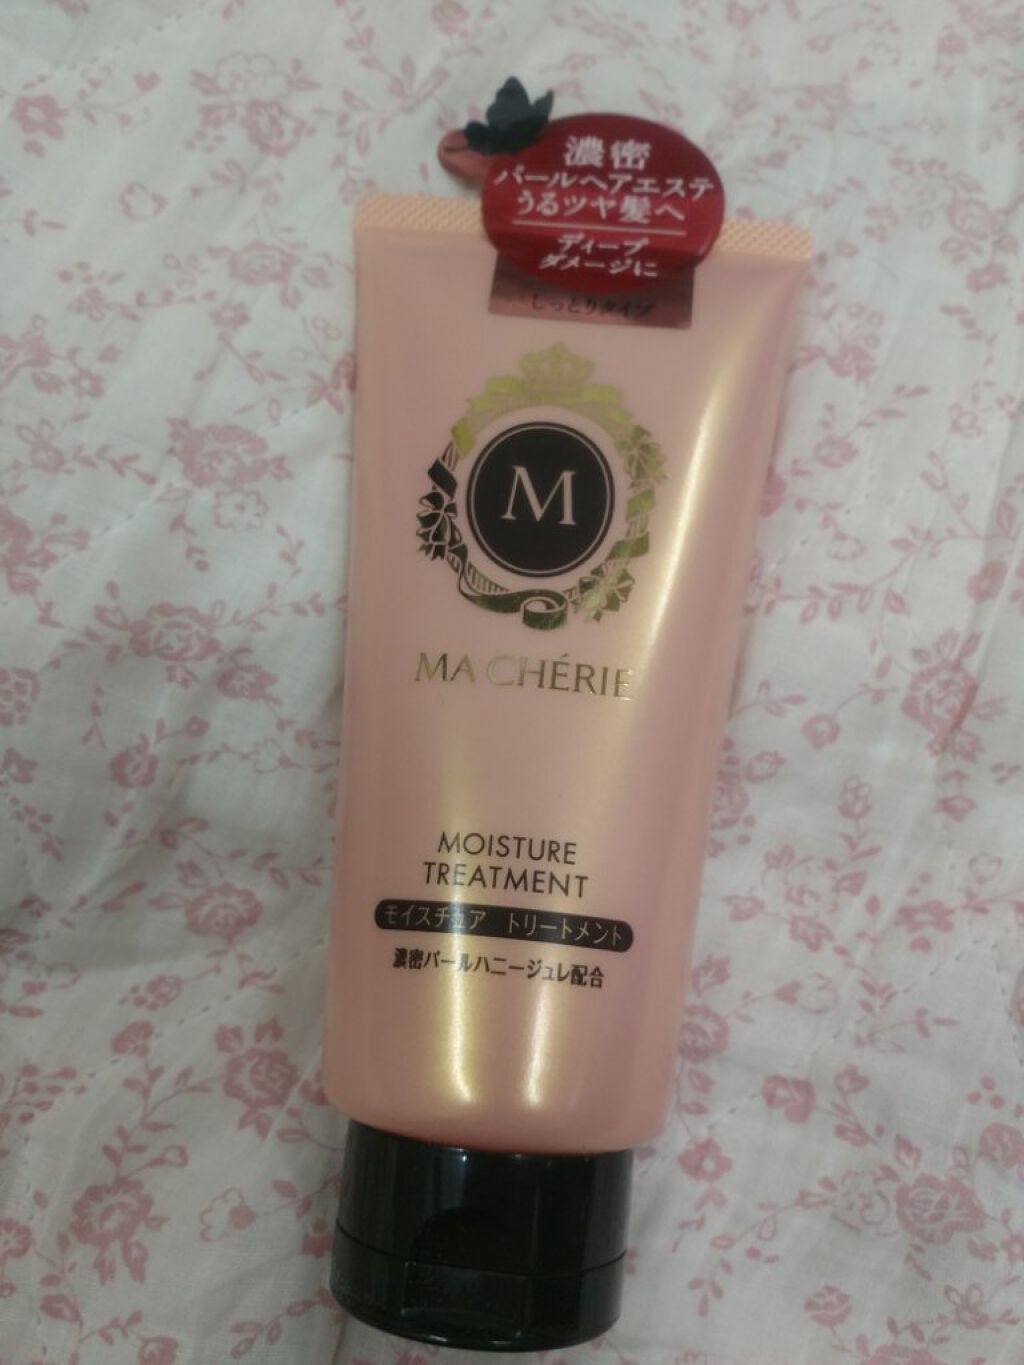 濃密
パールヘアエステ
うるツヤ髪へ
ディープ
ダメージに
しっとりタイプ
M
MA CHÉRIE
MOISTURE
TREATMENT
モイスチュア トリートメント
濃密パールハニージュレ配合